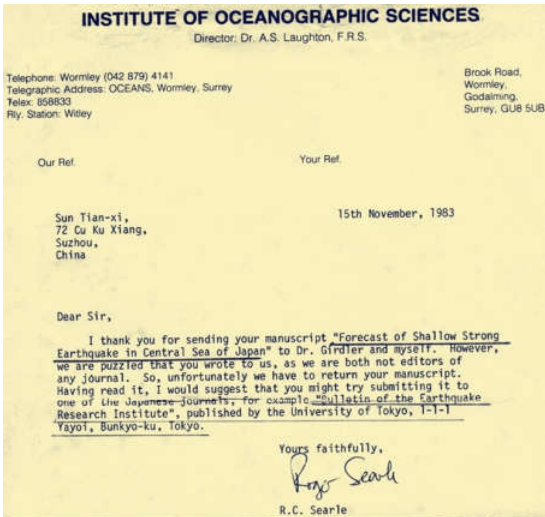 INSTITUTE OF OCEANOGRAPHIC SCIENCES
Director: Dr. A.S. Laughton, F.R.S.
Telephone: Wormley (042 879) 4141
Telegraphic Address: OCEANS, Wormley, Surrey
Telex: 858833
Rly. Station: Witley
Brook Road,
Wormley,
Godalming,
Surrey, GU8 5UB
Our Ref.
Your Ref.
15th November, 1983
Sun Tian-xi,
72 Cu Ku Xiang,
Suzhou,
China
Dear Sir,
I thank you for sending your manuscript "Forecast of Shallow Strong
Earthquake in Central Sea of Japan" to Dr. Girdler and myself. However,
we are puzzled that you wrote to us, as we are both not editors of
any journal. So, unfortunately we have to return your manuscript.
Having read it, I would suggest that you might try submitting it to
one of the Japanese journals, for example "Bulletin of the Earthquake
Research Institute", published by the University of Tokyo, 1-1-1
Yayoi, Bunkyo-ku, Tokyo.
Yours faithfully,
Roger Searle
R.C. Searle